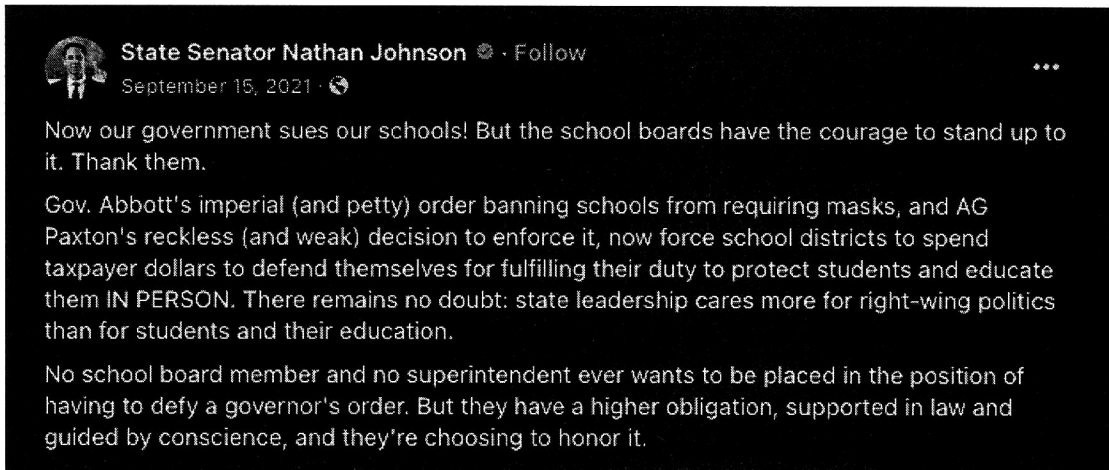 State Senator Nathan Johnson · Follow
September 15, 2021 ·
Now our government sues our schools! But the school boards have the courage to stand up to
it. Thank them.
Gov. Abbott's imperial (and petty) order banning schools from requiring masks, and AG
Paxton's reckless (and weak) decision to enforce it, now force school districts to spend
taxpayer dollars to defend themselves for fulfilling their duty to protect students and educate
them IN PERSON. There remains no doubt: state leadership cares more for right-wing politics
than for students and their education.
No school board member and no superintendent ever wants to be placed in the position of
having to defy a governor's order. But they have a higher obligation, supported in law and
guided by conscience, and they're choosing to honor it.